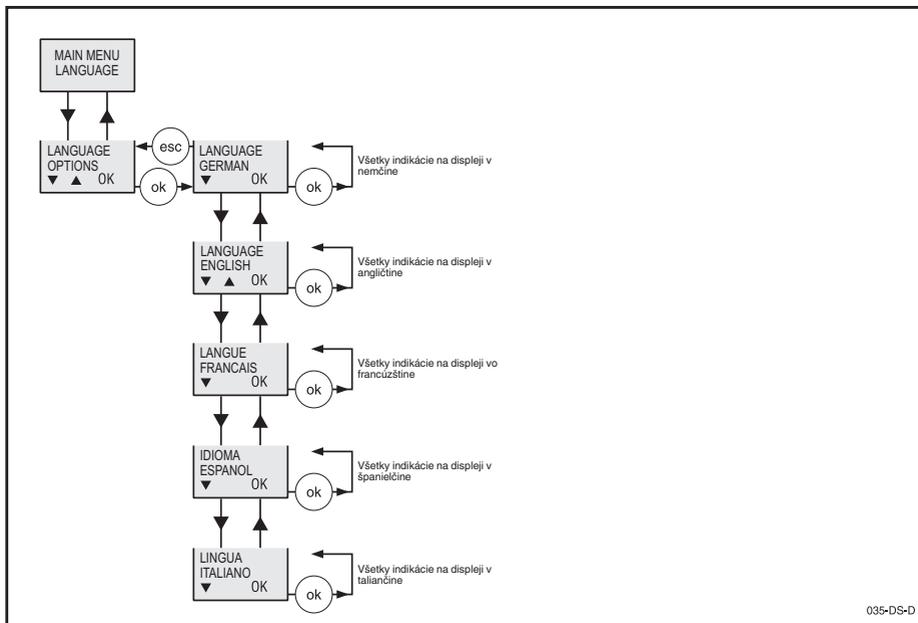 MAIN MENU
LANGUAGE
LANGUAGE
OPTIONS
▼ ▲ OK
esc
ok
LANGUAGE
GERMAN
▼ OK
ok
Všetky indikácie na displeji v
nemčine
LANGUAGE
ENGLISH
▼ ▲ OK
ok
Všetky indikácie na displeji v
angličtine
LANGUE
FRANCAIS
▼ OK
ok
Všetky indikácie na displeji vo
francúzštine
IDIOMA
ESPANOL
▼ OK
ok
Všetky indikácie na displeji v
španielčine
LINGUA
ITALIANO
▼ OK
ok
Všetky indikácie na displeji v
taliančine
035-DS-D